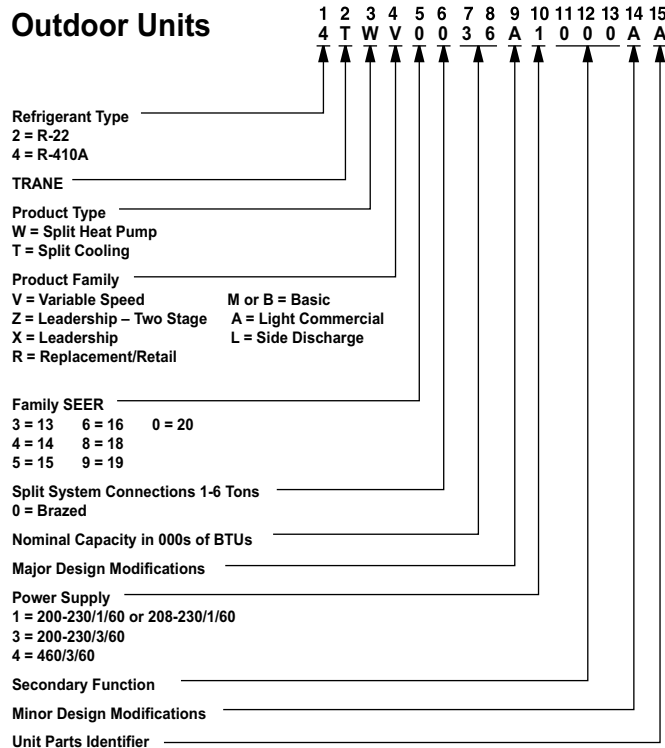 Outdoor Units
1 2 3 4 5 6 7 8 9 10 11 12 13 14 15
4 T W V 0 0 3 6 A 1 0 0 0 A A
Refrigerant Type
2 = R-22
4 = R-410A
TRANE
Product Type
W = Split Heat Pump
T = Split Cooling
Product Family
V = Variable Speed M or B = Basic
Z = Leadership – Two Stage A = Light Commercial
X = Leadership L = Side Discharge
R = Replacement/Retail
Family SEER
3 = 13 6 = 16 0 = 20
4 = 14 8 = 18
5 = 15 9 = 19
Split System Connections 1-6 Tons
0 = Brazed
Nominal Capacity in 000s of BTUs
Major Design Modifications
Power Supply
1 = 200-230/1/60 or 208-230/1/60
3 = 200-230/3/60
4 = 460/3/60
Secondary Function
Minor Design Modifications
Unit Parts Identifier